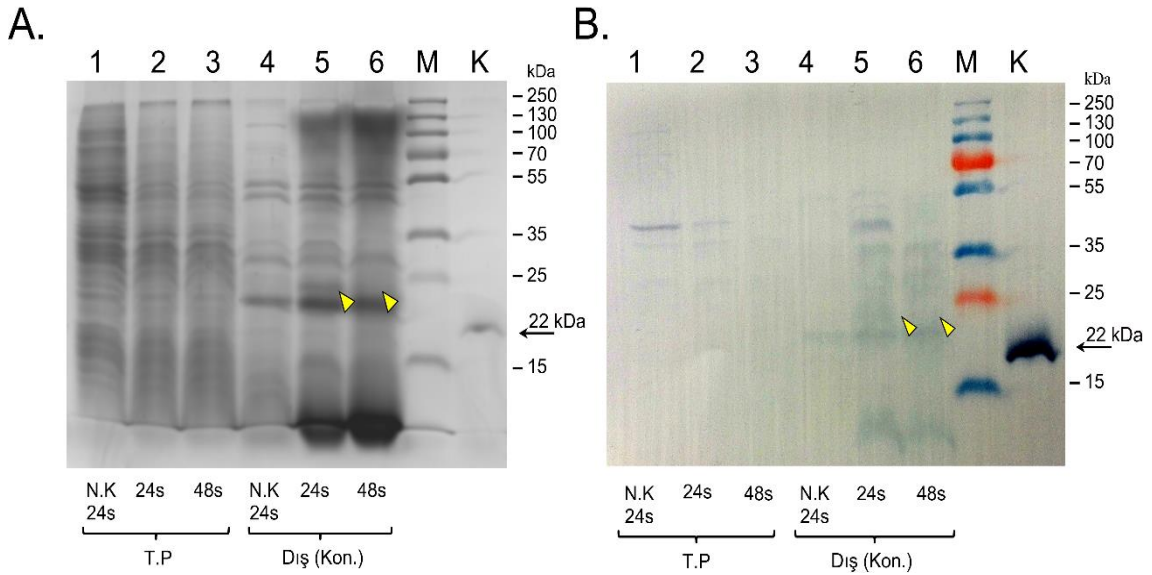 A.
1 2 3 4 5 6 M K
kDa
250
130
100
70
55
35
25
22 kDa
15
N.K 24s 48s N.K 24s 48s
24s 24s
T.P Dış (Kon.)
B.
1 2 3 4 5 6 M K
kDa
250
130
100
70
55
35
25
22 kDa
15
N.K 24s 48s N.K 24s 48s
24s 24s
T.P Dış (Kon.)